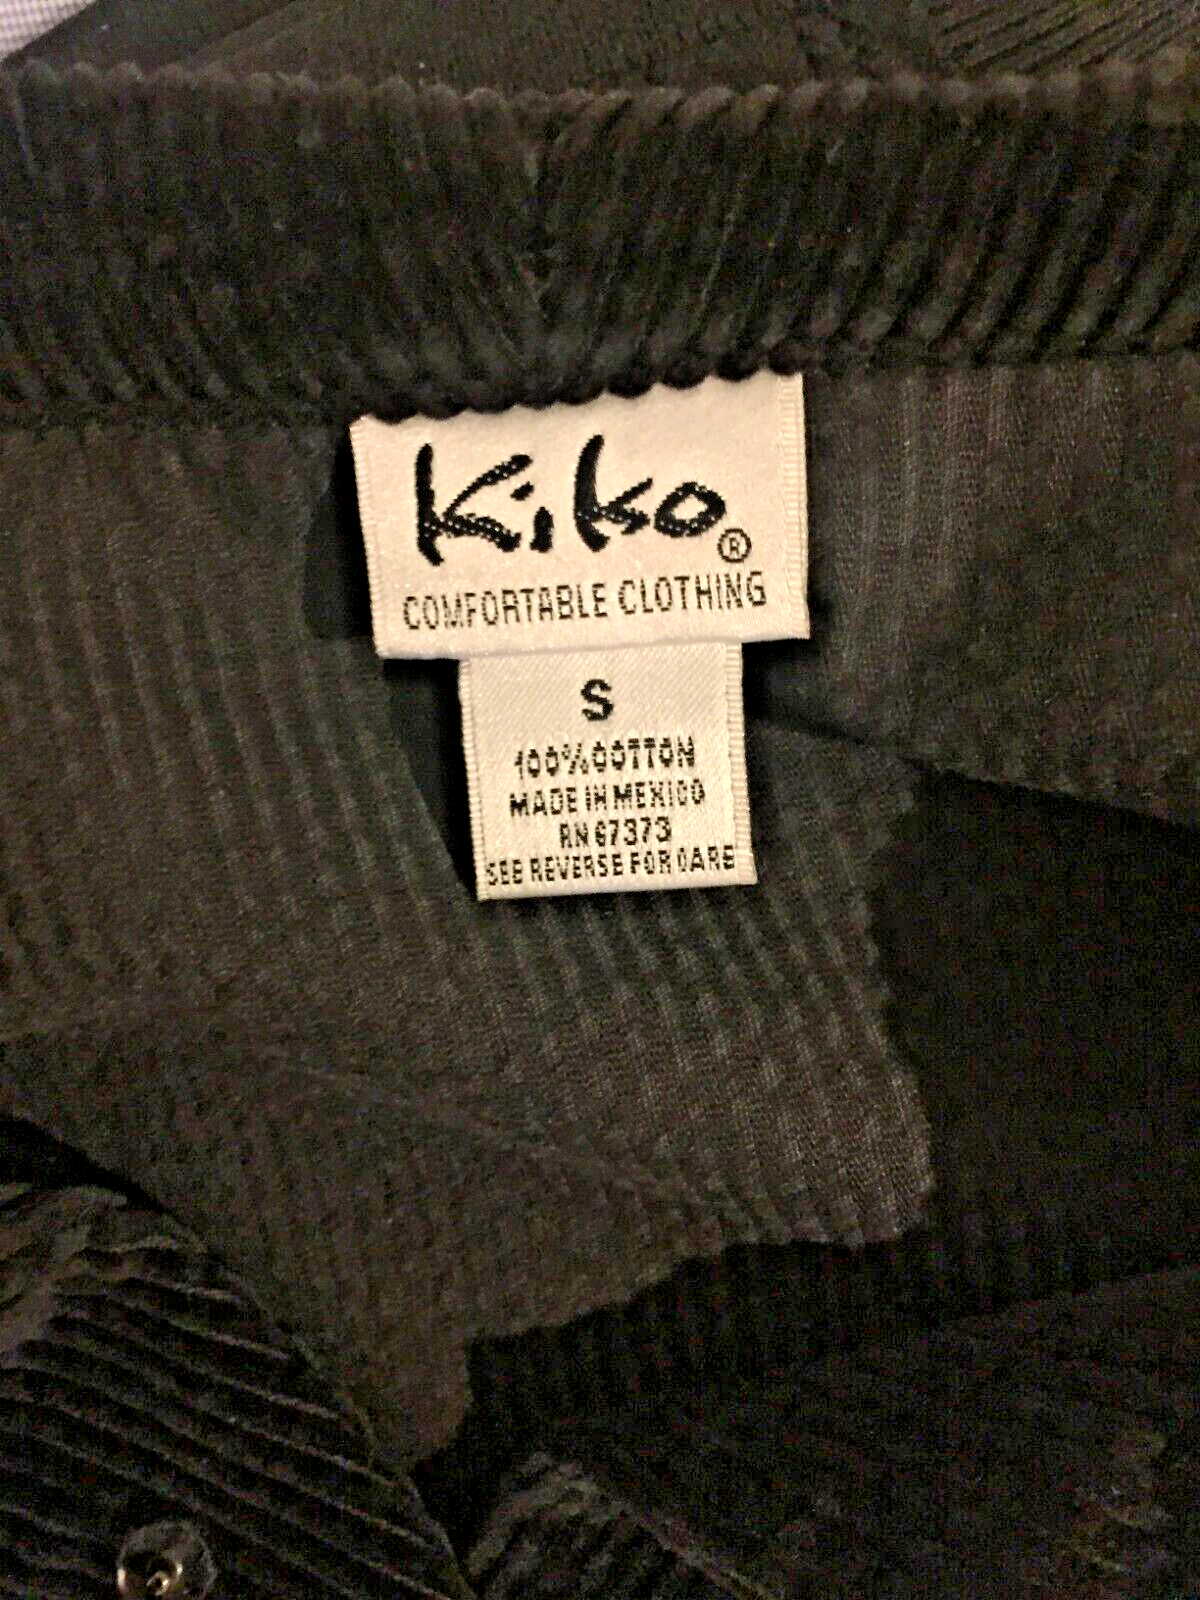 Kiko®
COMFORTABLE CLOTHING
S
100% COTTON
MADE IN MEXICO
RN 67373
SEE REVERSE FOR CARE